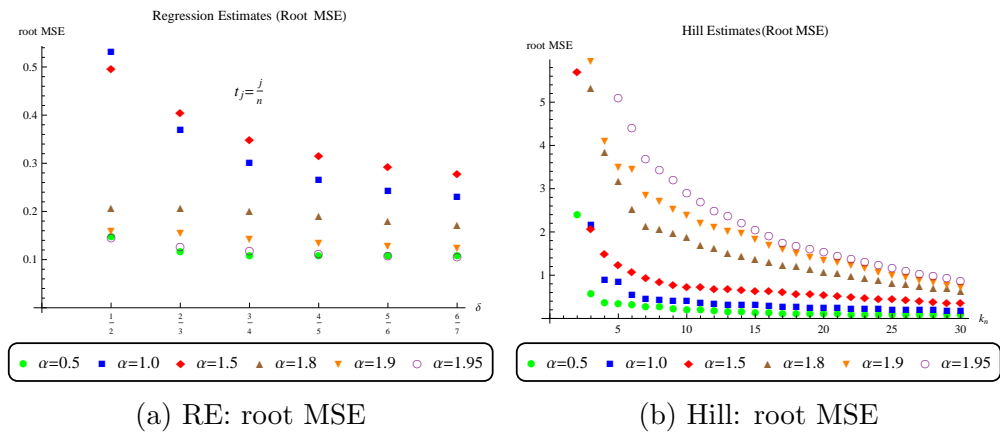 Regression Estimates (Root MSE)
root MSE
0.5
0.4
0.3
0.2
0.1
t_j = j/n
1/2
2/3
3/4
4/5
5/6
6/7
δ
α=0.5 α=1.0 α=1.5 α=1.8 α=1.9 α=1.95
(a) RE: root MSE
Hill Estimates(Root MSE)
root MSE
5
4
3
2
1
5 10 15 20 25 30
k_n
α=0.5 α=1.0 α=1.5 α=1.8 α=1.9 α=1.95
(b) Hill: root MSE